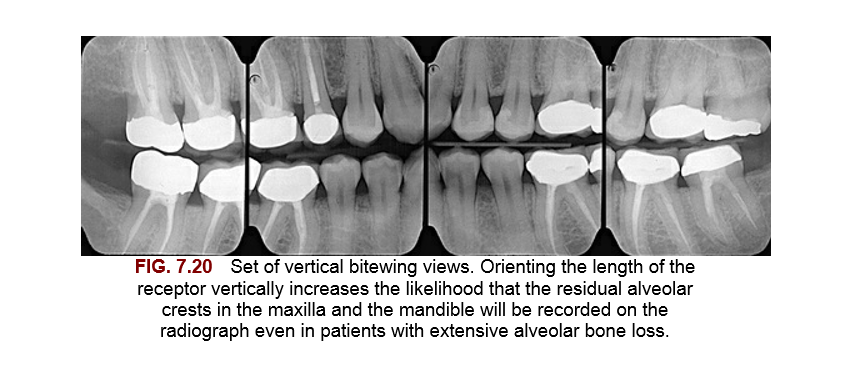 FIG. 7.20 Set of vertical bitewing views. Orienting the length of the
receptor vertically increases the likelihood that the residual alveolar
crests in the maxilla and the mandible will be recorded on the
radiograph even in patients with extensive alveolar bone loss.